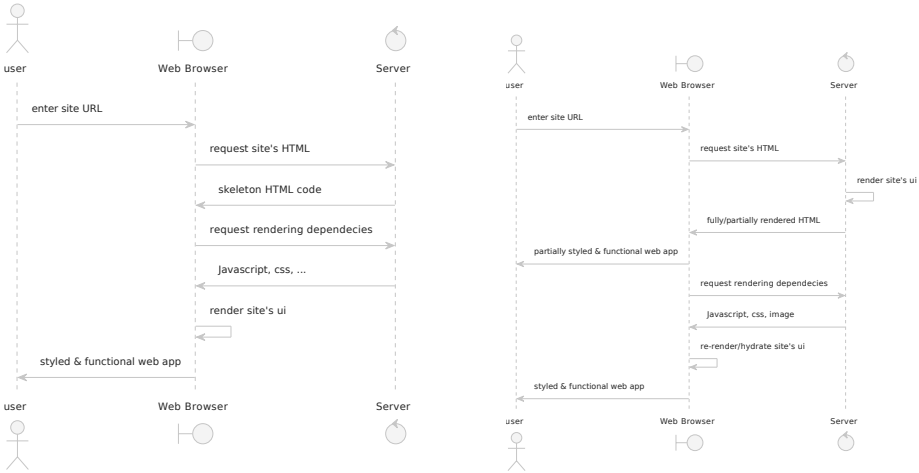 user
Web Browser
Server
enter site URL
request site's HTML
skeleton HTML code
request rendering dependecies
Javascript, css, ...
render site's ui
styled & functional web app
user
Web Browser
Server
user
Web Browser
Server
enter site URL
request site's HTML
render site's ui
fully/partially rendered HTML
partially styled & functional web app
request rendering dependecies
Javascript, css, image
re-render/hydrate site's ui
styled & functional web app
user
Web Browser
Server